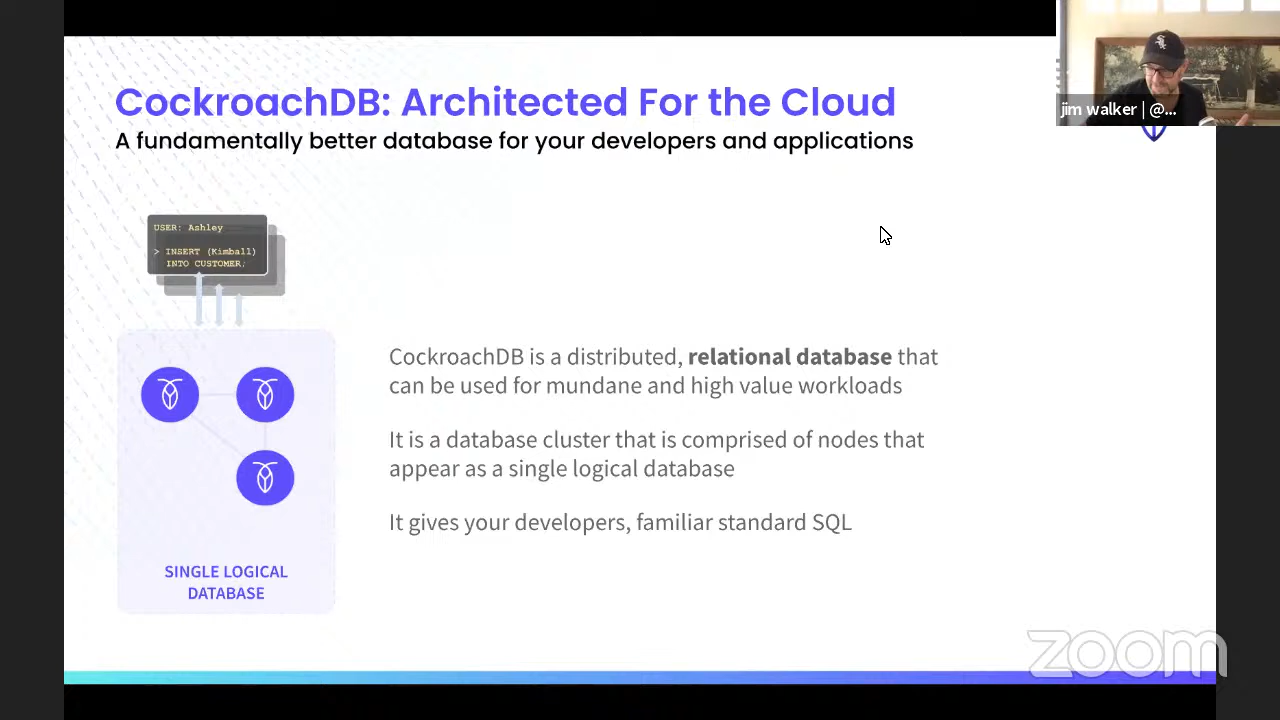 CockroachDB: Architected For the Cloud
A fundamentally better database for your developers and applications
jim walker | @...
USER: Ashley
> INSERT (Kimball)
INTO CUSTOMER;
CockroachDB is a distributed, relational database that
can be used for mundane and high value workloads
It is a database cluster that is comprised of nodes that
appear as a single logical database
It gives your developers, familiar standard SQL
SINGLE LOGICAL
DATABASE
zoom